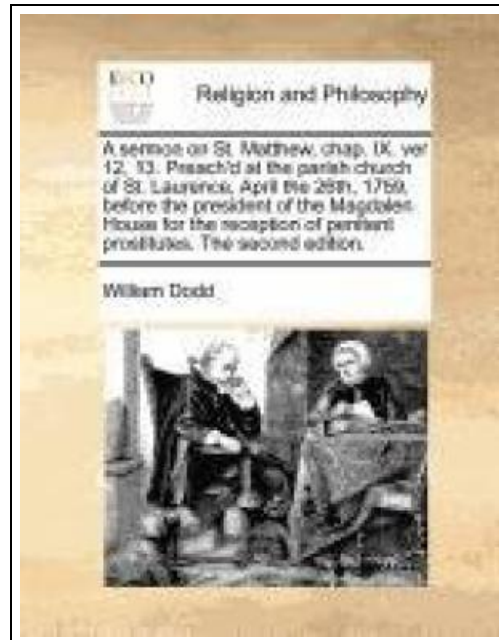 ECCO
Religion and Philosophy
A sermon on St. Matthew, chap. IX. ver
12, 13. Preach'd at the parish church
of St. Laurence, April the 26th, 1759,
before the president of the Magdalen
House for the reception of penitent
prostitutes. The second edition.
William Dodd